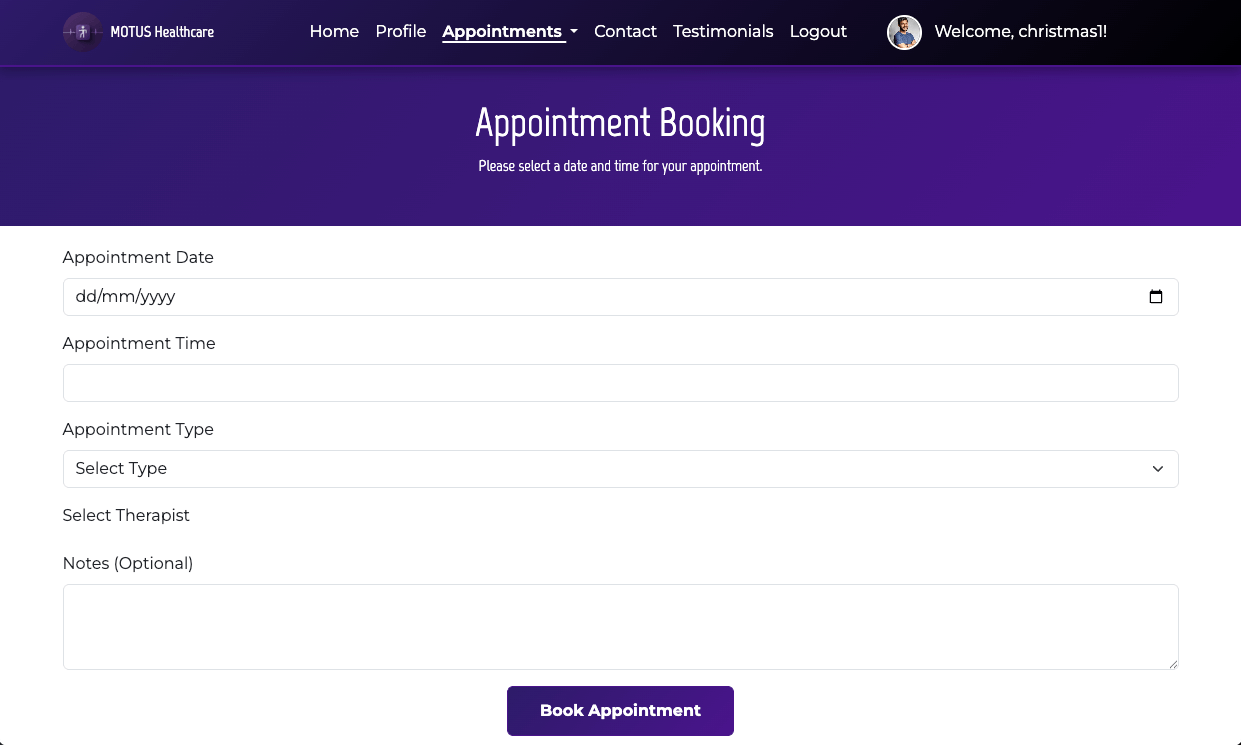 MOTUS Healthcare
Home Profile Appointments Contact Testimonials Logout Welcome, christmas1!
Appointment Booking
Please select a date and time for your appointment.
Appointment Date
dd/mm/yyyy
Appointment Time
Appointment Type
Select Type
Select Therapist
Notes (Optional)
Book Appointment